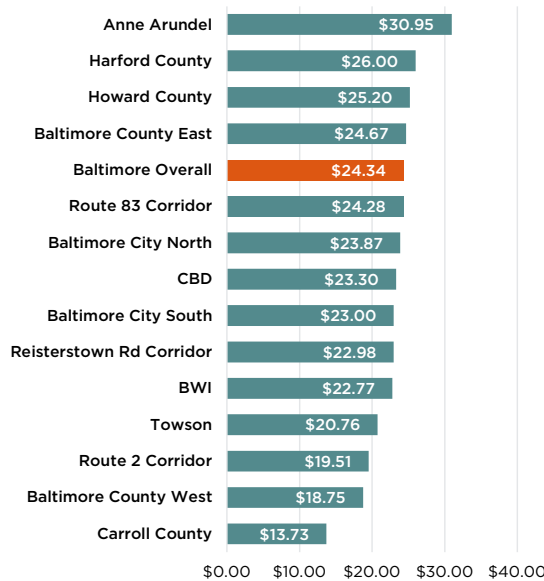 Anne Arundel $30.95
Harford County $26.00
Howard County $25.20
Baltimore County East $24.67
Baltimore Overall $24.34
Route 83 Corridor $24.28
Baltimore City North $23.87
CBD $23.30
Baltimore City South $23.00
Reisterstown Rd Corridor $22.98
BWI $22.77
Towson $20.76
Route 2 Corridor $19.51
Baltimore County West $18.75
Carroll County $13.73
$0.00 $10.00 $20.00 $30.00 $40.00